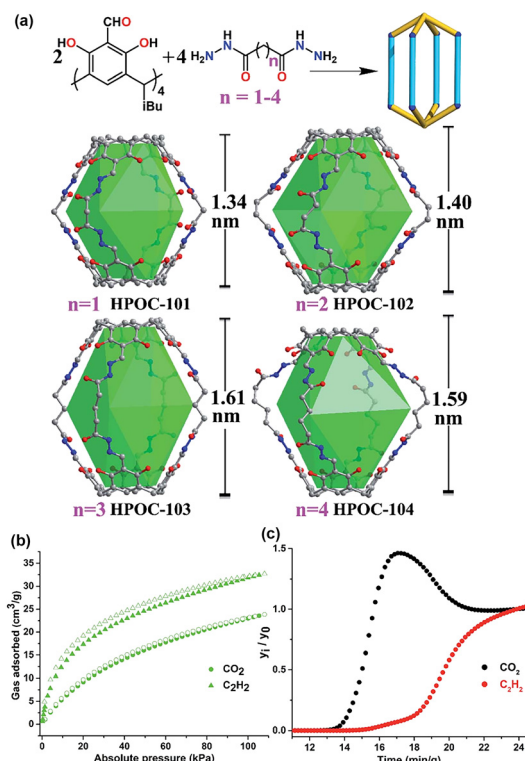 (a)
CHO
HO
OH
2
4
iBu
+4
H₂N
N
H
O
n
O
H
N
NH₂
n = 1-4
1.34
nm
n=1 HPOC-101
1.40
nm
n=2 HPOC-102
1.61
nm
n=3 HPOC-103
1.59
nm
n=4 HPOC-104
(b)
Gas adsorbed (cm³/g)
35
30
25
20
15
10
5
0
CO₂
C₂H₂
0 20 40 60 80 100
Absolute pressure (kPa)
(c)
yᵢ / y₀
1.5
1.0
0.5
0.0
CO₂
C₂H₂
12 14 16 18 20 22 24
Time (min/g)